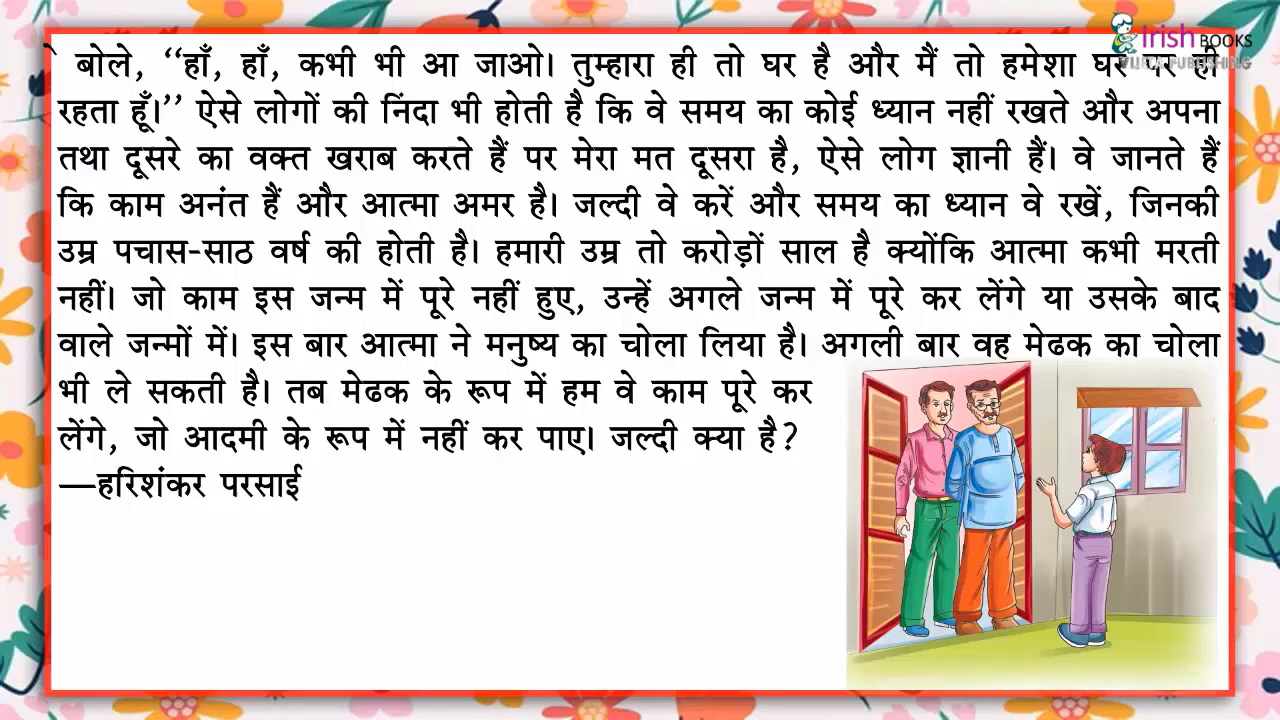 Irish BOOKS
बोले, ‘‘हाँ, हाँ, कभी भी आ जाओ। तुम्हारा ही तो घर है और मैं तो हमेशा घर पर ही
रहता हूँ।’’ ऐसे लोगों की निंदा भी होती है कि वे समय का कोई ध्यान नहीं रखते और अपना
तथा दूसरे का वक्त खराब करते हैं पर मेरा मत दूसरा है, ऐसे लोग ज्ञानी हैं। वे जानते हैं
कि काम अनंत हैं और आत्मा अमर है। जल्दी वे करें और समय का ध्यान वे रखें, जिनकी
उम्र पचास-साठ वर्ष की होती है। हमारी उम्र तो करोड़ों साल है क्योंकि आत्मा कभी मरती
नहीं। जो काम इस जन्म में पूरे नहीं हुए, उन्हें अगले जन्म में पूरे कर लेंगे या उसके बाद
वाले जन्मों में। इस बार आत्मा ने मनुष्य का चोला लिया है। अगली बार वह मेढक का चोला
भी ले सकती है। तब मेढक के रूप में हम वे काम पूरे कर
लेंगे, जो आदमी के रूप में नहीं कर पाए। जल्दी क्या है?
—हरिशंकर परसाई